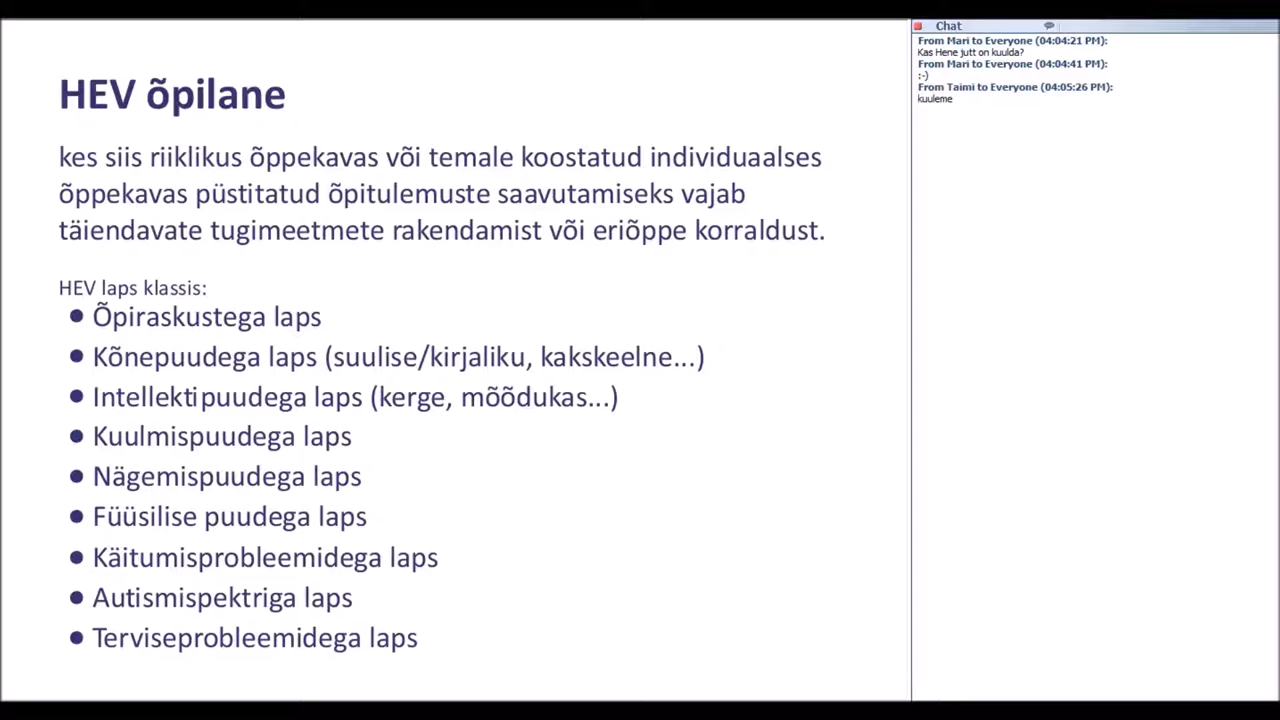 HEV õpilane
kes siis riiklikus õppekavas või temale koostatud individuaalses
õppekavas püstitatud õpitulemuste saavutamiseks vajab
täiendavate tugimeetmete rakendamist või eriõppe korraldust.
HEV laps klassis:
● Õpiraskustega laps
● Kõnepuudega laps (suulise/kirjaliku, kakskeelne...)
● Intellektipuudega laps (kerge, mõõdukas...)
● Kuulmispuudega laps
● Nägemispuudega laps
● Füüsilise puudega laps
● Käitumisprobleemidega laps
● Autismispektriga laps
● Terviseprobleemidega laps
Chat
From Mari to Everyone (04:04:21 PM):
Kas Hene jutt on kuulda?
From Mari to Everyone (04:04:41 PM):
:-)
From Taimi to Everyone (04:05:26 PM):
kuuleme